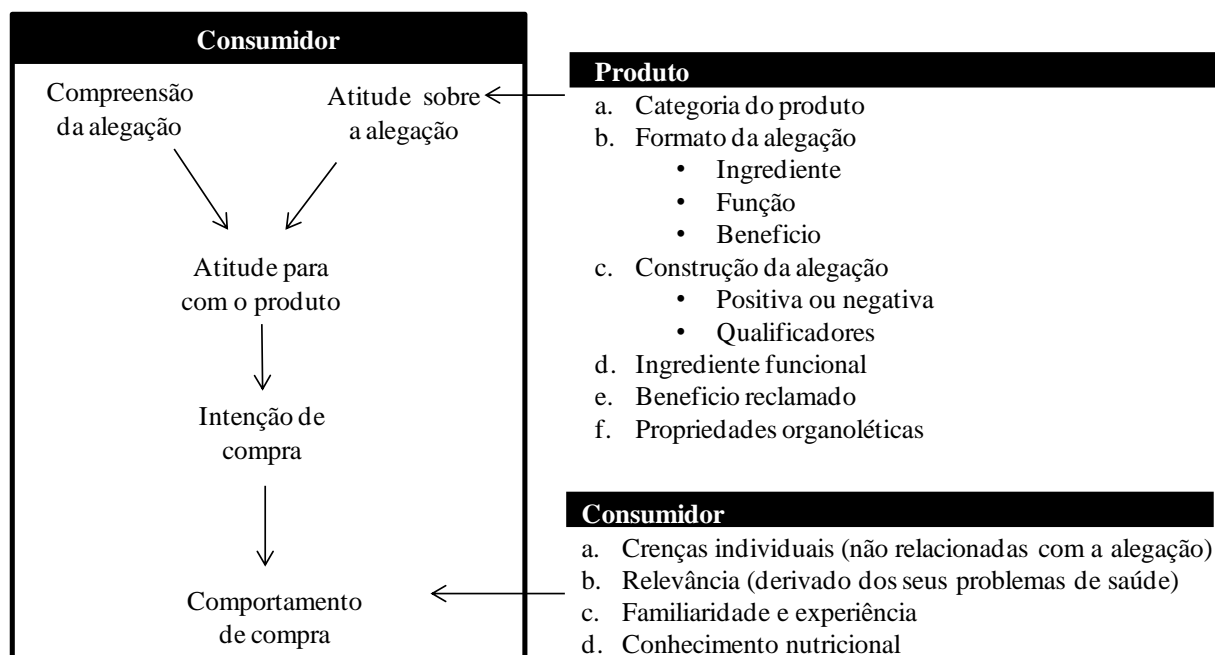 Consumidor
Compreensão
da alegação
Atitude sobre
a alegação
Atitude para
com o produto
Intenção de
compra
Comportamento
de compra
Produto
a. Categoria do produto
b. Formato da alegação
• Ingrediente
• Função
• Beneficio
c. Construção da alegação
• Positiva ou negativa
• Qualificadores
d. Ingrediente funcional
e. Beneficio reclamado
f. Propriedades organoléticas
Consumidor
a. Crenças individuais (não relacionadas com a alegação)
b. Relevância (derivado dos seus problemas de saúde)
c. Familiaridade e experiência
d. Conhecimento nutricional